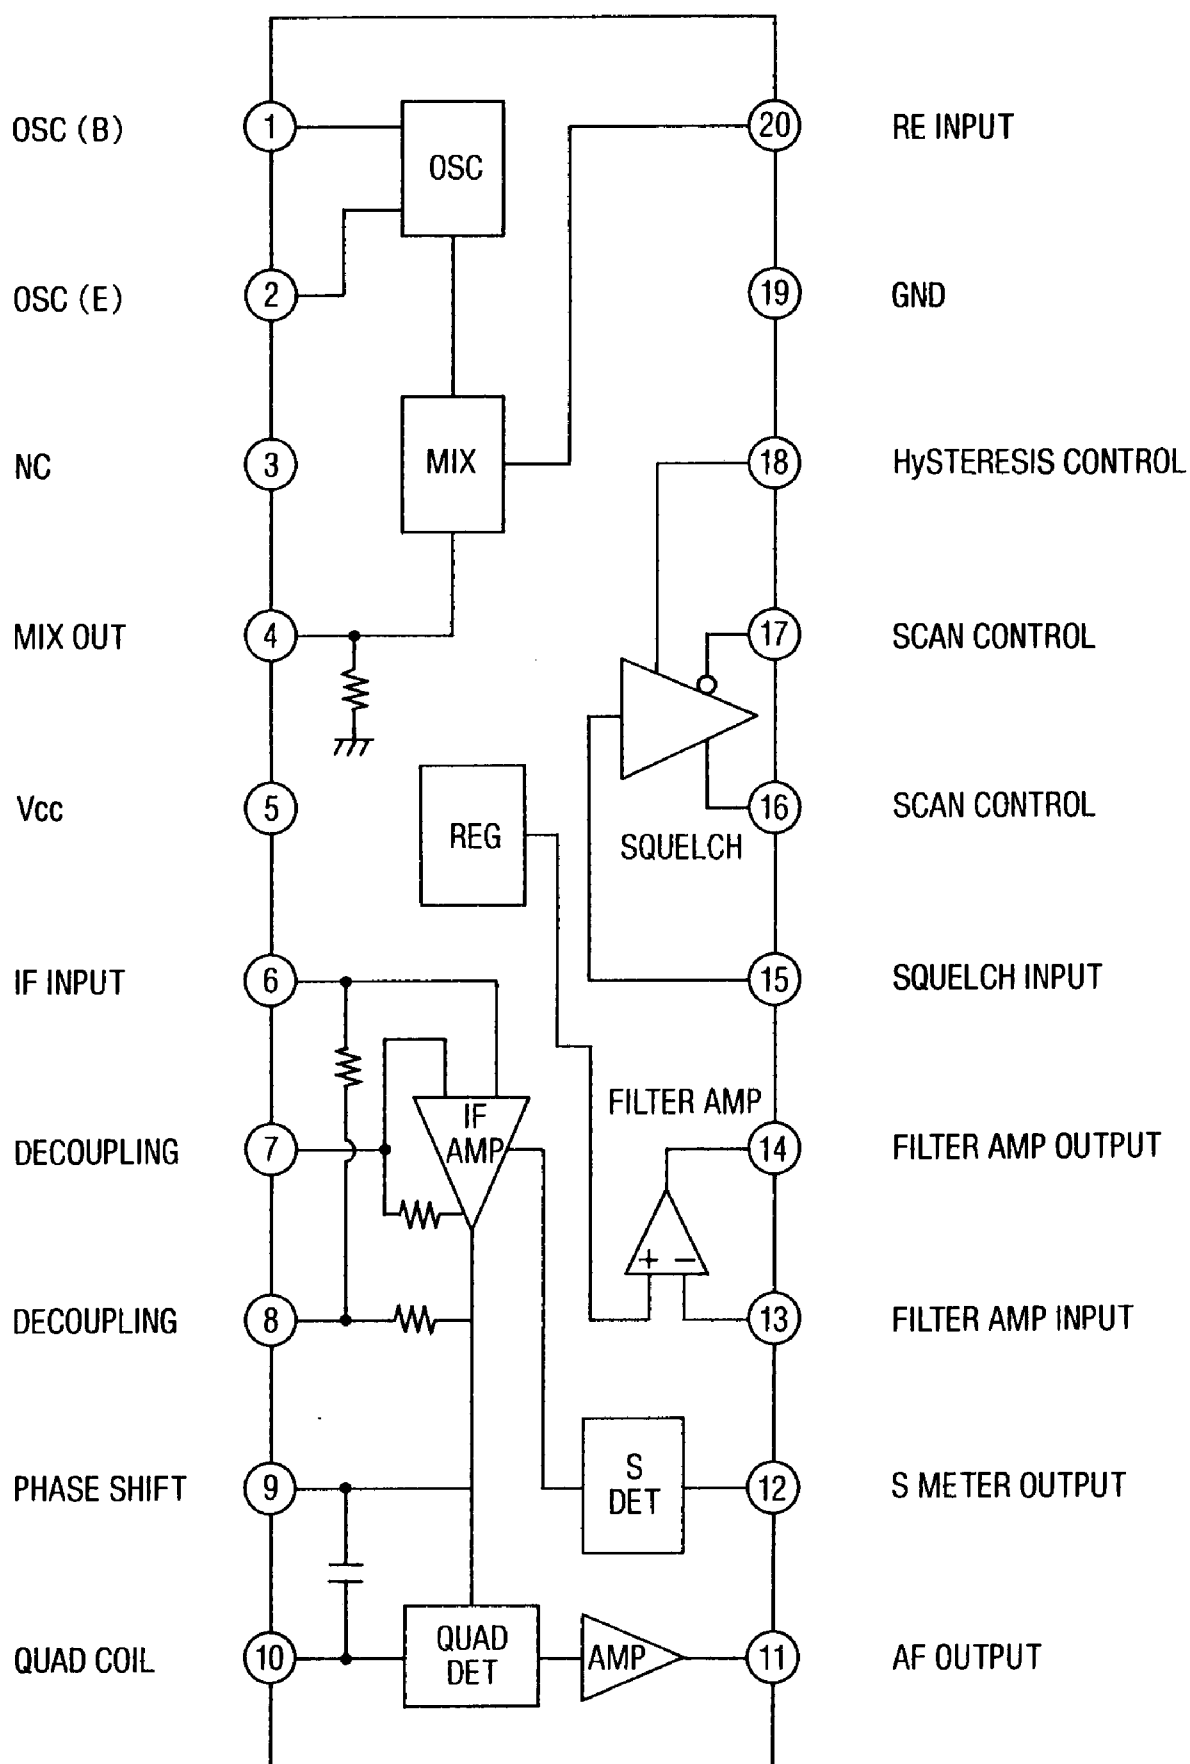 OSC (B)
1
OSC
20
RE INPUT
OSC (E)
2
19
GND
NC
3
MIX
18
HySTERESIS CONTROL
MIX OUT
4
17
SCAN CONTROL
Vcc
5
REG
SQUELCH
16
SCAN CONTROL
IF INPUT
6
15
SQUELCH INPUT
DECOUPLING
7
IF
AMP
FILTER AMP
14
FILTER AMP OUTPUT
+ −
DECOUPLING
8
13
FILTER AMP INPUT
PHASE SHIFT
9
S
DET
12
S METER OUTPUT
QUAD COIL
10
QUAD
DET
AMP
11
AF OUTPUT